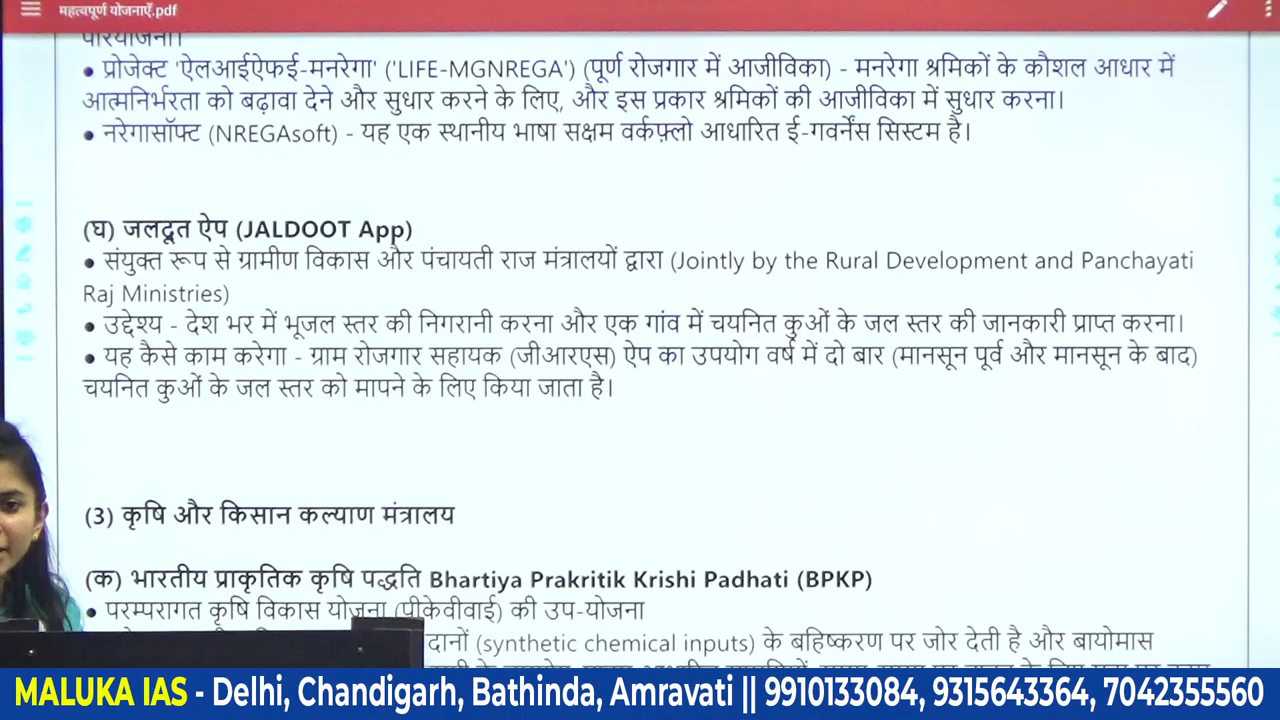 महत्वपूर्ण योजनाएँ.pdf
परियोजना।
• प्रोजेक्ट 'ऐलआईऐफई-मनरेगा' ('LIFE-MGNREGA') (पूर्ण रोजगार में आजीविका) - मनरेगा श्रमिकों के कौशल आधार में
आत्मनिर्भरता को बढ़ावा देने और सुधार करने के लिए, और इस प्रकार श्रमिकों की आजीविका में सुधार करना।
• नरेगासॉफ्ट (NREGAsoft) - यह एक स्थानीय भाषा सक्षम वर्कफ़्लो आधारित ई-गवर्नेंस सिस्टम है।
(घ) जलदूत ऐप (JALDOOT App)
• संयुक्त रूप से ग्रामीण विकास और पंचायती राज मंत्रालयों द्वारा (Jointly by the Rural Development and Panchayati
Raj Ministries)
• उद्देश्य - देश भर में भूजल स्तर की निगरानी करना और एक गांव में चयनित कुओं के जल स्तर की जानकारी प्राप्त करना।
• यह कैसे काम करेगा - ग्राम रोजगार सहायक (जीआरएस) ऐप का उपयोग वर्ष में दो बार (मानसून पूर्व और मानसून के बाद)
चयनित कुओं के जल स्तर को मापने के लिए किया जाता है।
(3) कृषि और किसान कल्याण मंत्रालय
(क) भारतीय प्राकृतिक कृषि पद्धति Bhartiya Prakritik Krishi Padhati (BPKP)
• परम्परागत कृषि विकास योजना (पीकेवीवाई) की उप-योजना
दानों (synthetic chemical inputs) के बहिष्करण पर जोर देती है और बायोमास
MALUKA IAS - Delhi, Chandigarh, Bathinda, Amravati || 9910133084, 9315643364, 7042355560